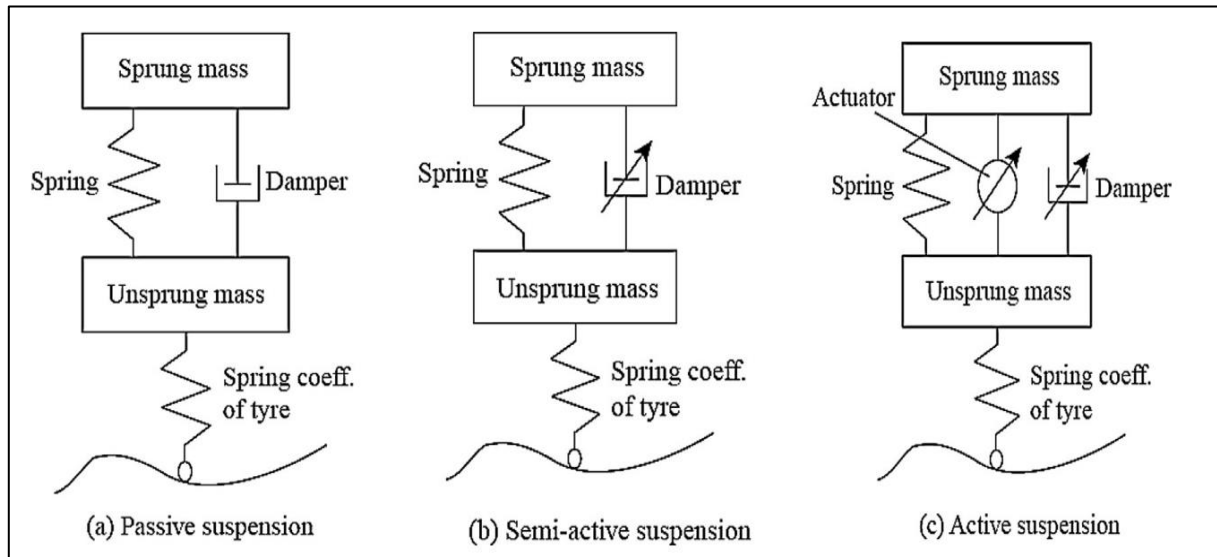 Sprung mass
Spring
Damper
Unsprung mass
Spring coeff.
of tyre
(a) Passive suspension
Sprung mass
Spring
Damper
Unsprung mass
Spring coeff.
of tyre
(b) Semi-active suspension
Sprung mass
Actuator
Spring
Damper
Unsprung mass
Spring coeff.
of tyre
(c) Active suspension